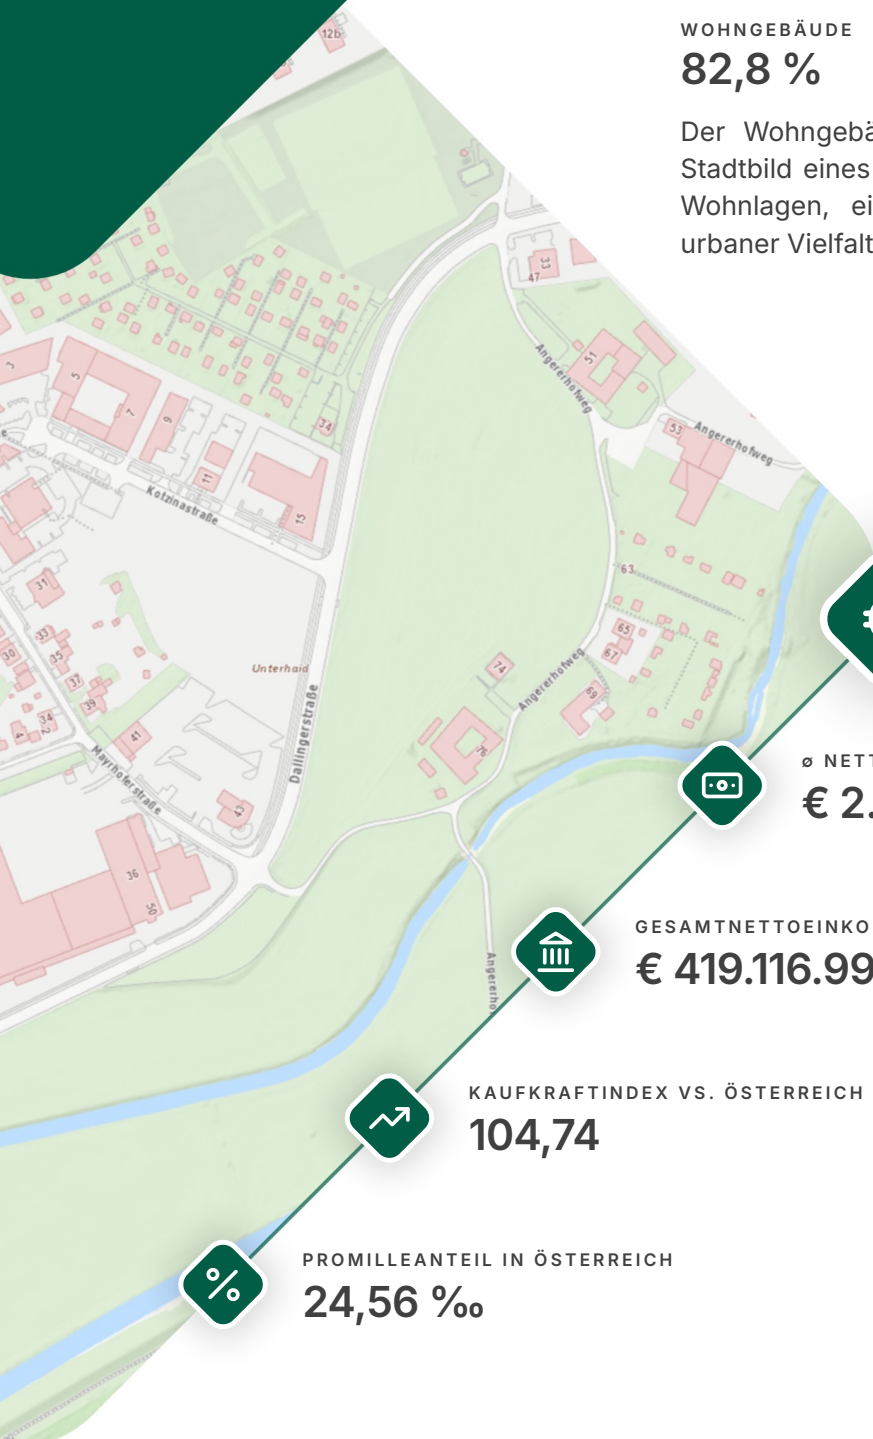 WOHNGEBÄUDE
82,8 %
Der Wohngebä
Stadtbild eines
Wohnlagen, ei
urbaner Vielfalt
12b
33
47
51
Angererhofweg
53
Angererhofweg
3
5
7
9
11
34
15
Kotzinastraße
31
33
35
30
37
39
34
41
43
Unterhaid
Dallingerstraße
Mayrhoferstraße
36
50
63
65
67
69
74
76
Angererhofweg
Angererho
ø NETT
€ 2.
GESAMTNETTOEINKO
€ 419.116.99
KAUFKRAFTINDEX VS. ÖSTERREICH
104,74
PROMILLEANTEIL IN ÖSTERREICH
24,56 ‰